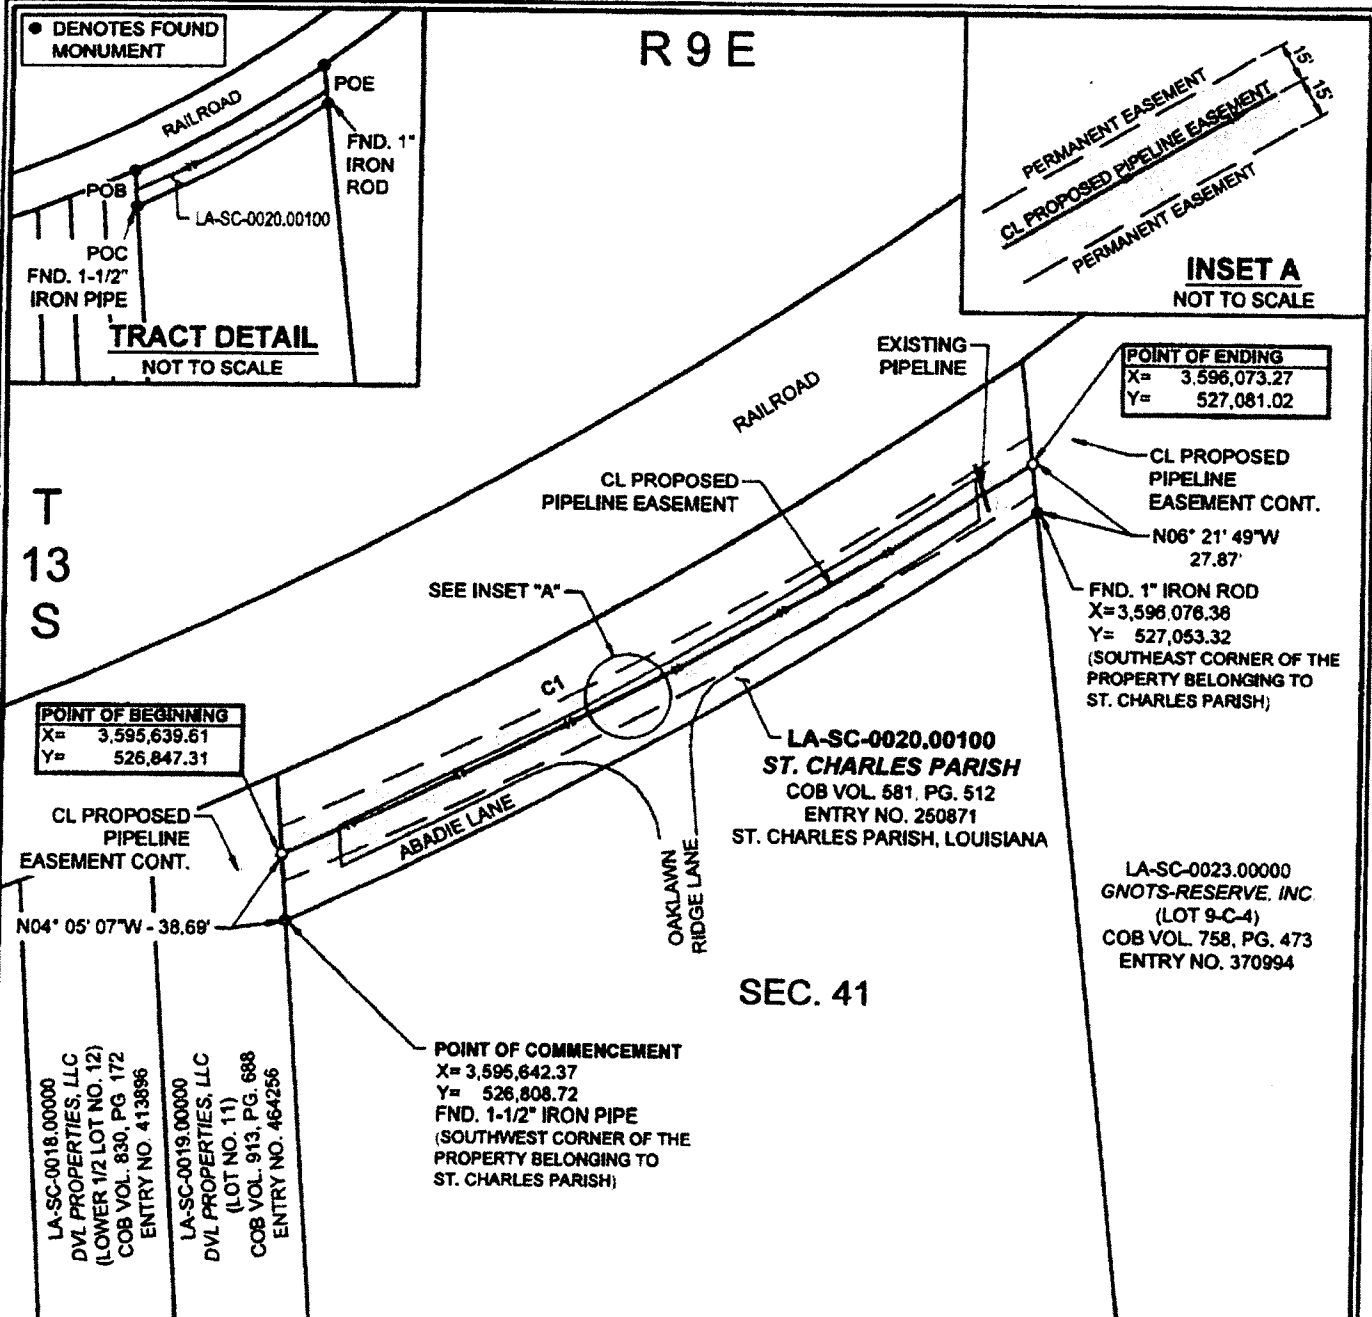 ● DENOTES FOUND
MONUMENT
RAILROAD
POE
FND. 1"
IRON
ROD
POB
LA-SC-0020.00100
POC
FND. 1-1/2"
IRON PIPE
TRACT DETAIL
NOT TO SCALE
R 9 E
15'
15'
PERMANENT EASEMENT
CL PROPOSED PIPELINE EASEMENT
PERMANENT EASEMENT
INSET A
NOT TO SCALE
T
13
S
RAILROAD
EXISTING
PIPELINE
POINT OF ENDING
X= 3,596,073.27
Y= 527,081.02
CL PROPOSED
PIPELINE
EASEMENT CONT.
N06° 21' 49"W
27.87'
FND. 1" IRON ROD
X=3,596,076.36
Y= 527,053.32
(SOUTHEAST CORNER OF THE
PROPERTY BELONGING TO
ST. CHARLES PARISH)
CL PROPOSED
PIPELINE EASEMENT
SEE INSET "A"
C1
POINT OF BEGINNING
X= 3,595,639.61
Y= 526,847.31
CL PROPOSED
PIPELINE
EASEMENT CONT.
N04° 05' 07"W - 38.69'
ABADIE LANE
OAKLAWN
RIDGE LANE
LA-SC-0020.00100
ST. CHARLES PARISH
COB VOL. 581, PG. 512
ENTRY NO. 250871
ST. CHARLES PARISH, LOUISIANA
LA-SC-0023.00000
GNOTS-RESERVE, INC.
(LOT 9-C-4)
COB VOL. 758, PG. 473
ENTRY NO. 370994
SEC. 41
POINT OF COMMENCEMENT
X= 3,595,642.37
Y= 526,808.72
FND. 1-1/2" IRON PIPE
(SOUTHWEST CORNER OF THE
PROPERTY BELONGING TO
ST. CHARLES PARISH)
LA-SC-0018.00000
DVL PROPERTIES, LLC
(LOWER 1/2 LOT NO. 12)
COB VOL. 830, PG 172
ENTRY NO. 413896
LA-SC-0019.00000
DVL PROPERTIES, LLC
(LOT NO. 11)
COB VOL. 913, PG. 688
ENTRY NO. 464256